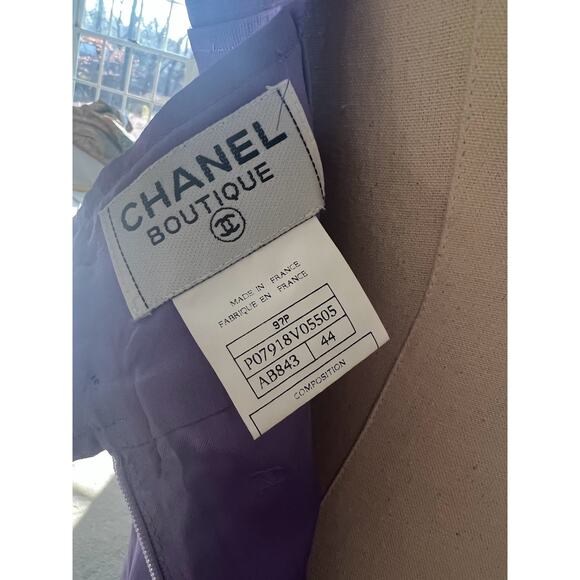 CHANEL
BOUTIQUE
MADE IN FRANCE
FABRIQUE EN FRANCE
97P
P07918V05505
AB843 44
COMPOSITION